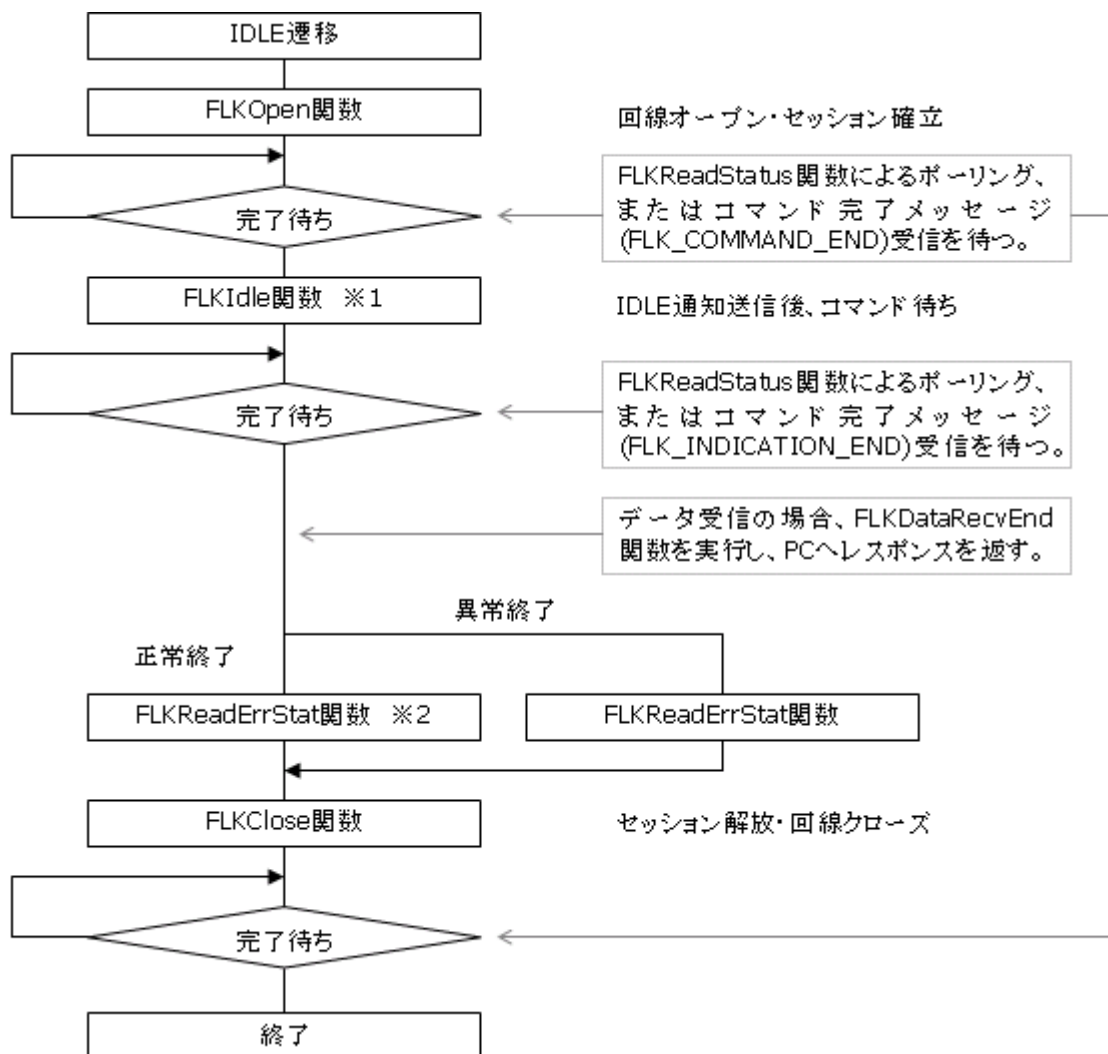 IDLE遷移
FLKOpen関数
回線オープン・セッション確立
FLKReadStatus関数によるポーリング、
またはコマンド完了メッセージ
(FLK_COMMAND_END)受信を待つ。
完了待ち
FLKIdle関数 ※1
IDLE通知送信後、コマンド待ち
FLKReadStatus関数によるポーリング、
またはコマンド完了メッセージ
(FLK_INDICATION_END)受信を待つ。
完了待ち
データ受信の場合、FLKDataRecvEnd
関数を実行し、PCへレスポンスを返す。
異常終了
正常終了
FLKReadErrStat関数 ※2
FLKReadErrStat関数
FLKClose関数
セッション解放・回線クローズ
完了待ち
終了